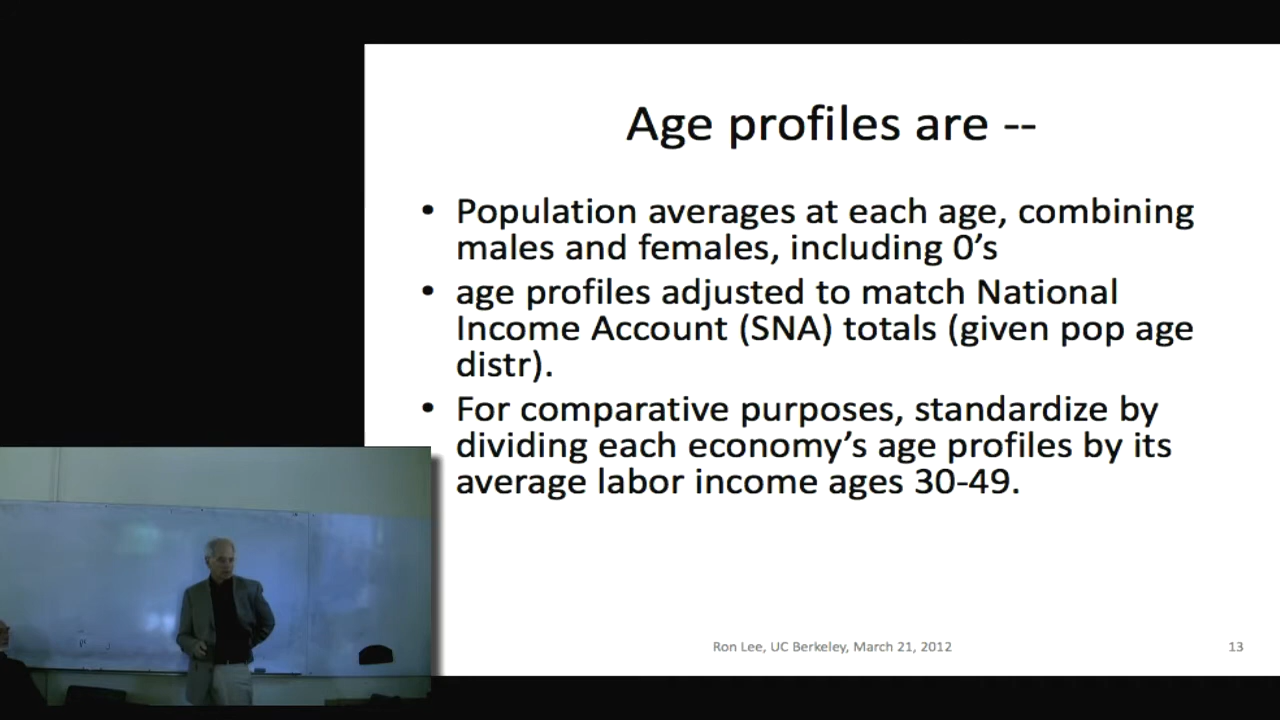 Age profiles are --
• Population averages at each age, combining
males and females, including 0’s
• age profiles adjusted to match National
Income Account (SNA) totals (given pop age
distr).
• For comparative purposes, standardize by
dividing each economy’s age profiles by its
average labor income ages 30-49.
Ron Lee, UC Berkeley, March 21, 2012
13